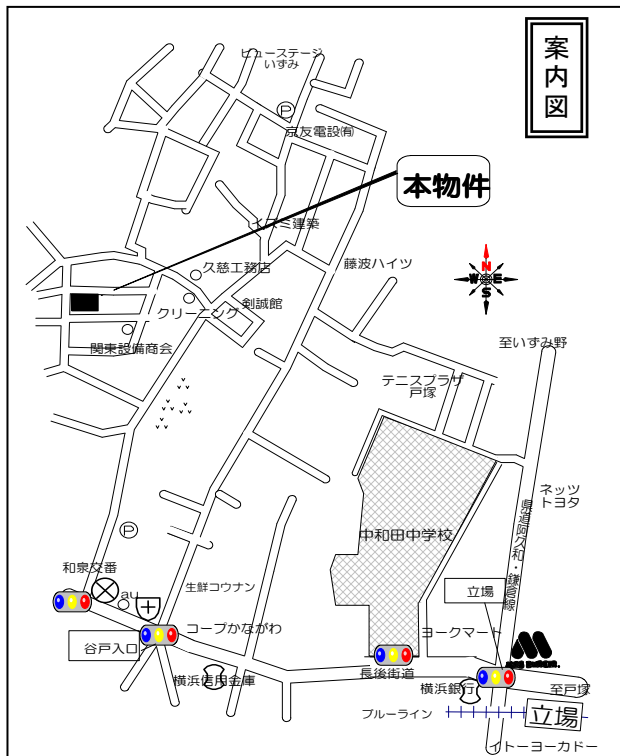 案内図
ビューステージ
いずみ
P
京友電設㈲
本物件
イズミ建築
久慈工務店
藤波ハイツ
N
W E
S
剣誠館
クリーニング
関東設備商会
至いずみ野
テニスプラザ
戸塚
ネッツ
トヨタ
県道阿久和・鎌倉線
中和田中学校
P
和泉交番
au
生鮮コウナン
立場
コープかながわ
ヨークマート
谷戸入口
MOS BURGER.
横浜信用金庫
長後街道
横浜銀行
至戸塚
ブルーライン
立場
イトーヨーカドー